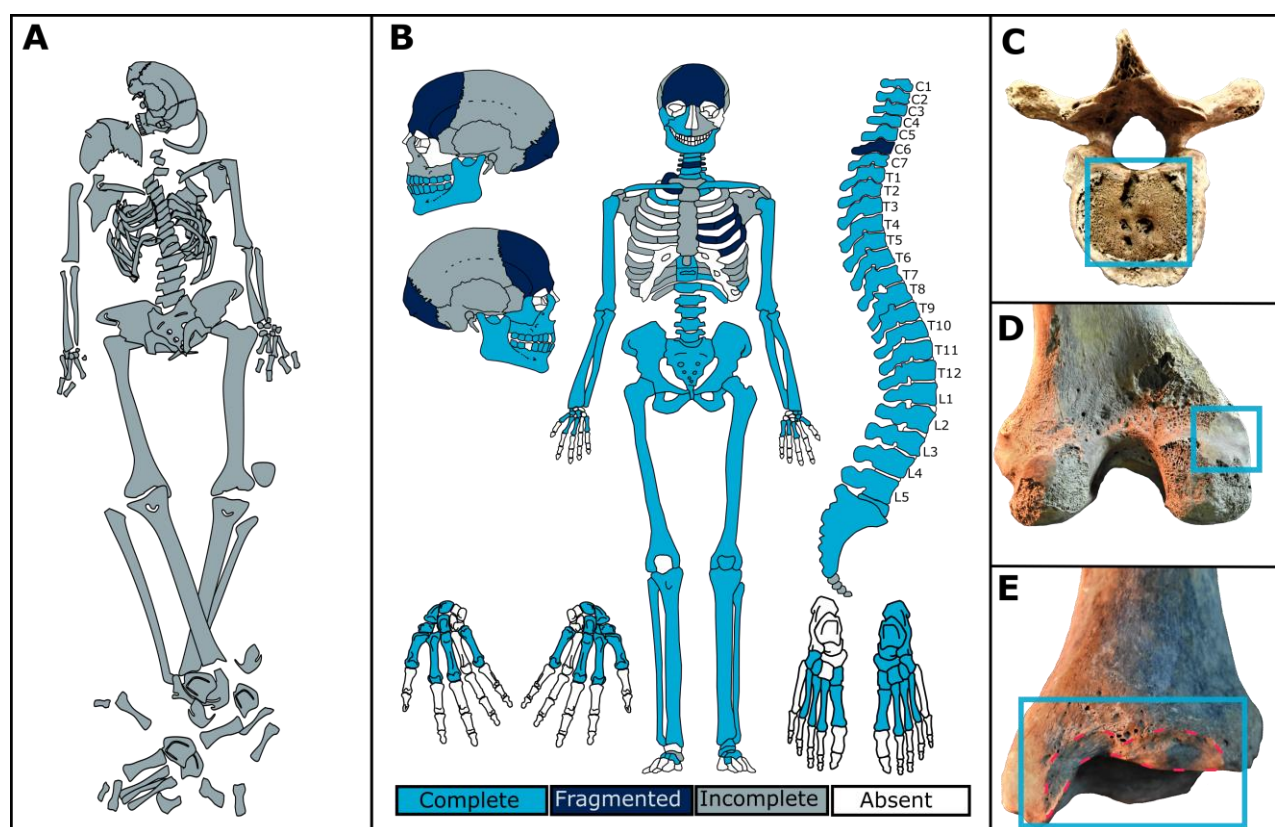 A
B
C1
C2
C3
C4
C5
C6
C7
T1
T2
T3
T4
T5
T6
T7
T8
T9
T10
T11
T12
L1
L2
L3
L4
L5
Complete
Fragmented
Incomplete
Absent
C
D
E